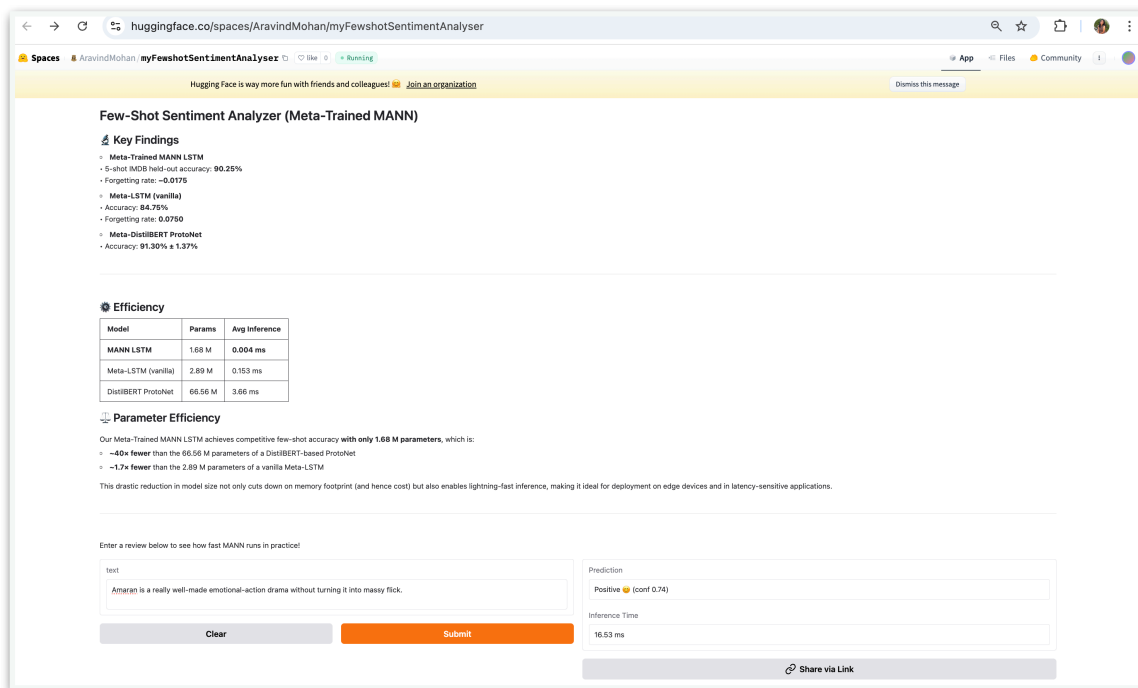 huggingface.co/spaces/AravindMohan/myFewshotSentimentAnalyser
Spaces AravindMohan/myFewshotSentimentAnalyser like 0 Running App Files Community
Hugging Face is way more fun with friends and colleagues! 🤗 Join an organization Dismiss this message
Few-Shot Sentiment Analyzer (Meta-Trained MANN)
🔬 Key Findings
◦ Meta-Trained MANN LSTM
• 5-shot IMDB held-out accuracy: 90.25%
• Forgetting rate: −0.0175
◦ Meta-LSTM (vanilla)
• Accuracy: 84.75%
• Forgetting rate: 0.0750
◦ Meta-DistilBERT ProtoNet
• Accuracy: 91.30% ± 1.37%
⚙️ Efficiency
Model Params Avg Inference
MANN LSTM 1.68 M 0.004 ms
Meta-LSTM (vanilla) 2.89 M 0.153 ms
DistilBERT ProtoNet 66.56 M 3.66 ms
⚖️ Parameter Efficiency
Our Meta-Trained MANN LSTM achieves competitive few-shot accuracy with only 1.68 M parameters, which is:
◦ ~40× fewer than the 66.56 M parameters of a DistilBERT-based ProtoNet
◦ ~1.7× fewer than the 2.89 M parameters of a vanilla Meta-LSTM
This drastic reduction in model size not only cuts down on memory footprint (and hence cost) but also enables lightning-fast inference, making it ideal for deployment on edge devices and in latency-sensitive applications.
Enter a review below to see how fast MANN runs in practice!
text
Amaran is a really well-made emotional-action drama without turning it into massy flick.
Clear Submit
Prediction
Positive 😊 (conf 0.74)
Inference Time
16.53 ms
Share via Link